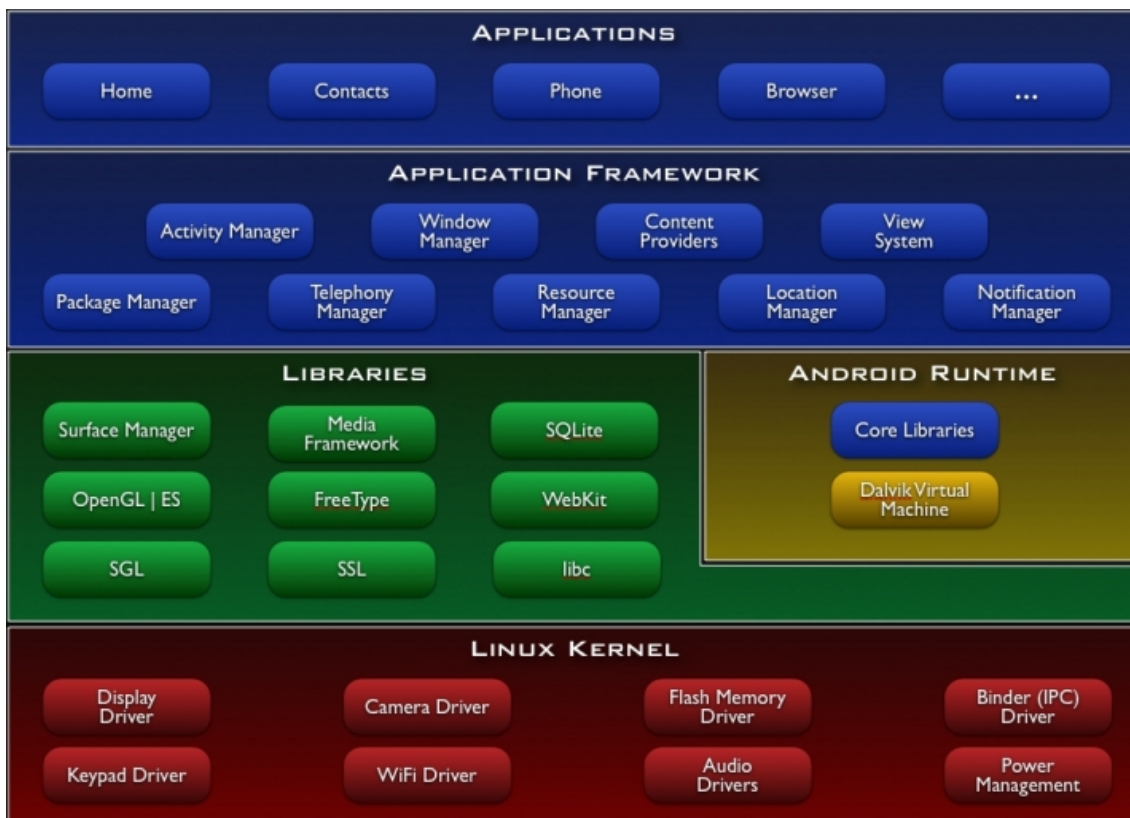 APPLICATIONS
Home
Contacts
Phone
Browser
...
APPLICATION FRAMEWORK
Activity Manager
Window
Manager
Content
Providers
View
System
Package Manager
Telephony
Manager
Resource
Manager
Location
Manager
Notification
Manager
LIBRARIES
Surface Manager
Media
Framework
SQLite
OpenGL | ES
FreeType
WebKit
SGL
SSL
libc
ANDROID RUNTIME
Core Libraries
Dalvik Virtual
Machine
LINUX KERNEL
Display
Driver
Camera Driver
Flash Memory
Driver
Binder (IPC)
Driver
Keypad Driver
WiFi Driver
Audio
Drivers
Power
Management